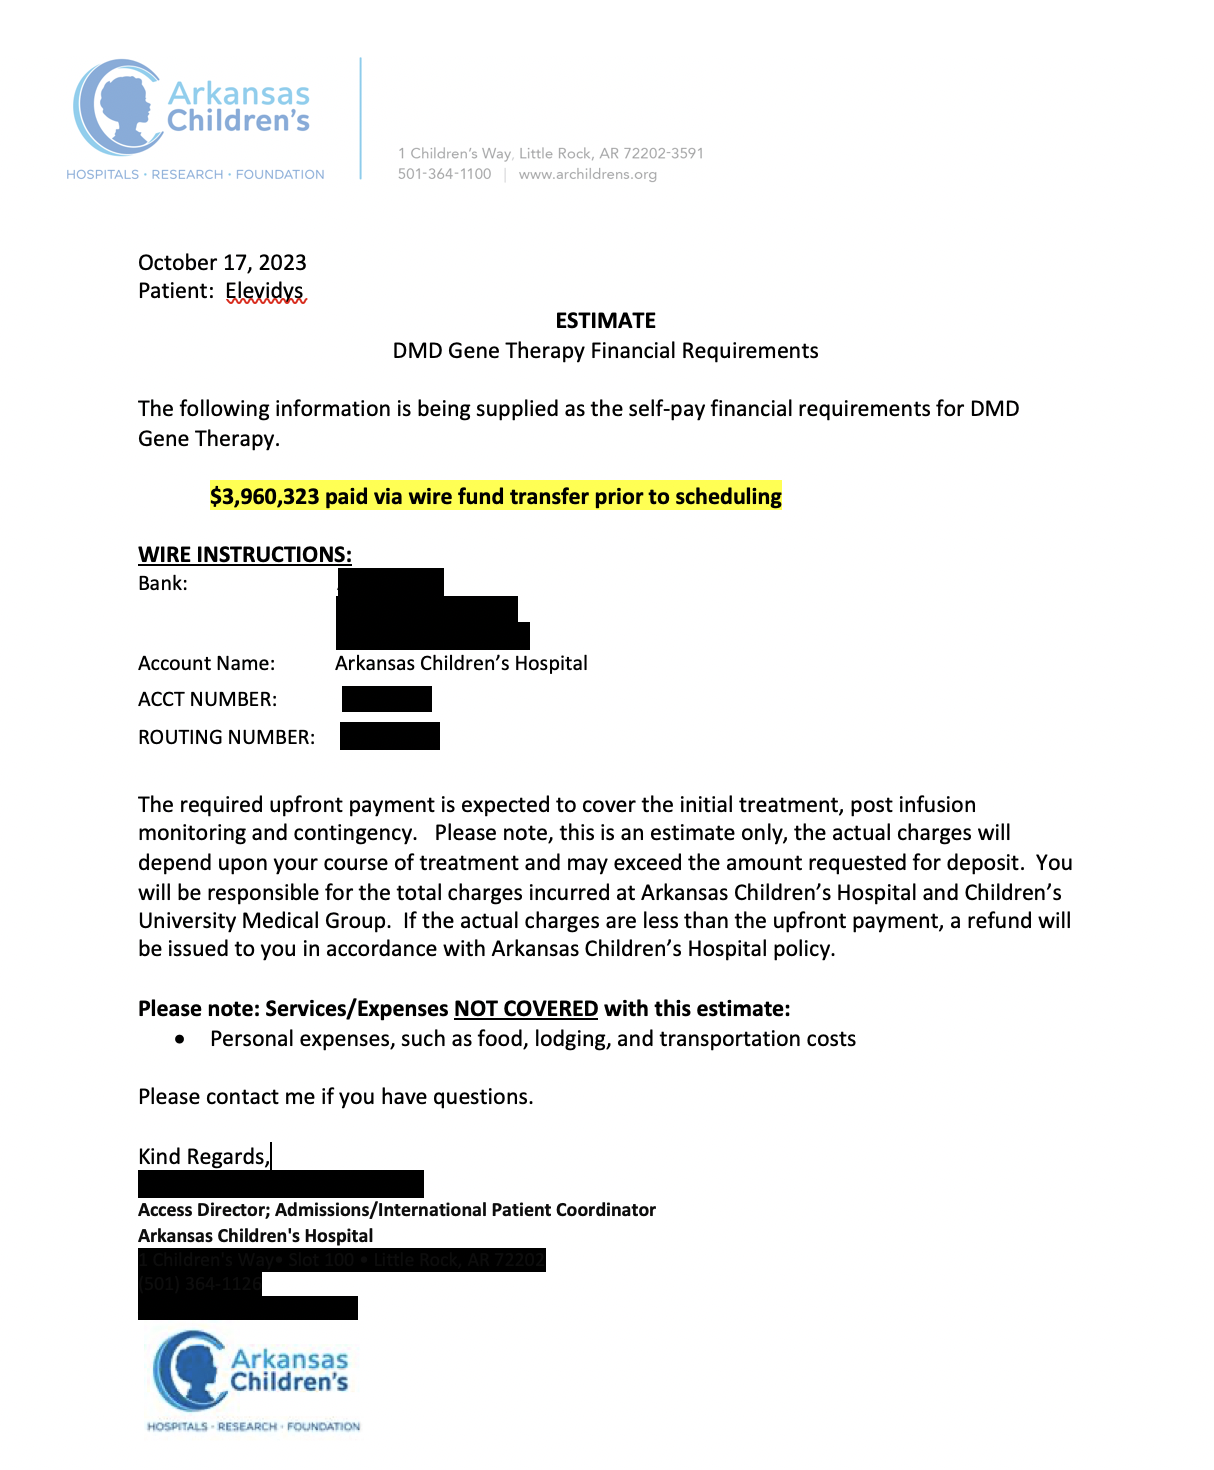 Arkansas
Children's
HOSPITALS · RESEARCH · FOUNDATION
1 Children's Way, Little Rock, AR 72202-3591
501-364-1100 | www.archildrens.org
October 17, 2023
Patient: Elevidys
ESTIMATE
DMD Gene Therapy Financial Requirements
The following information is being supplied as the self-pay financial requirements for DMD
Gene Therapy.
$3,960,323 paid via wire fund transfer prior to scheduling
WIRE INSTRUCTIONS:
Bank:
Account Name: Arkansas Children's Hospital
ACCT NUMBER:
ROUTING NUMBER:
The required upfront payment is expected to cover the initial treatment, post infusion
monitoring and contingency. Please note, this is an estimate only, the actual charges will
depend upon your course of treatment and may exceed the amount requested for deposit. You
will be responsible for the total charges incurred at Arkansas Children's Hospital and Children's
University Medical Group. If the actual charges are less than the upfront payment, a refund will
be issued to you in accordance with Arkansas Children's Hospital policy.
Please note: Services/Expenses NOT COVERED with this estimate:
• Personal expenses, such as food, lodging, and transportation costs
Please contact me if you have questions.
Kind Regards,
Access Director; Admissions/International Patient Coordinator
Arkansas Children's Hospital
Arkansas
Children's
HOSPITALS · RESEARCH · FOUNDATION